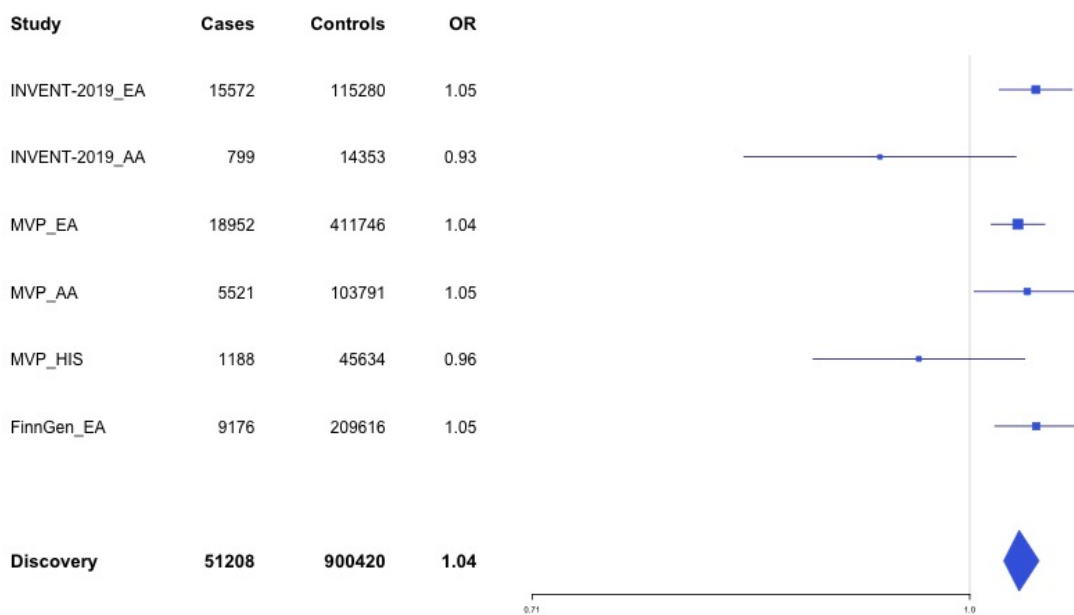 Study Cases Controls OR
INVENT-2019_EA 15572 115280 1.05
INVENT-2019_AA 799 14353 0.93
MVP_EA 18952 411746 1.04
MVP_AA 5521 103791 1.05
MVP_HIS 1188 45634 0.96
FinnGen_EA 9176 209616 1.05
Discovery 51208 900420 1.04
0.71 1.0